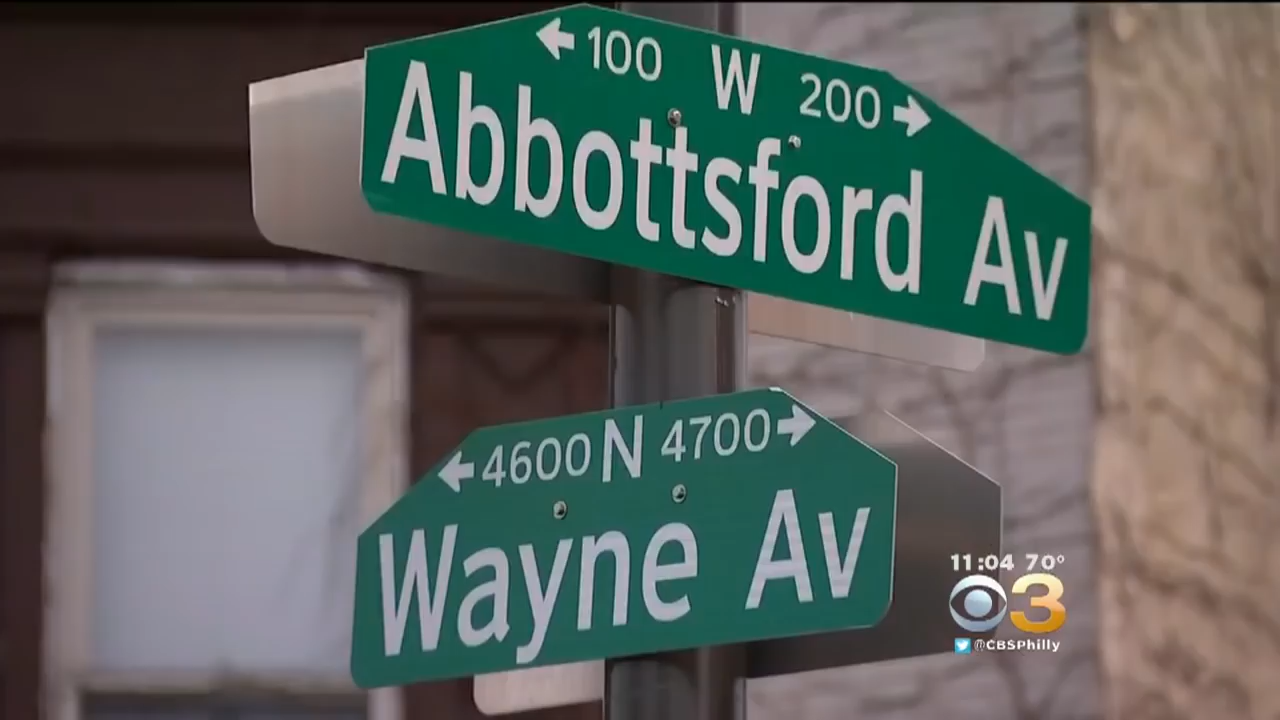 ← 100 W 200 →
Abbottsford Av
← 4600 N 4700 →
Wayne Av
11:04 70°
3
@CBSPhilly